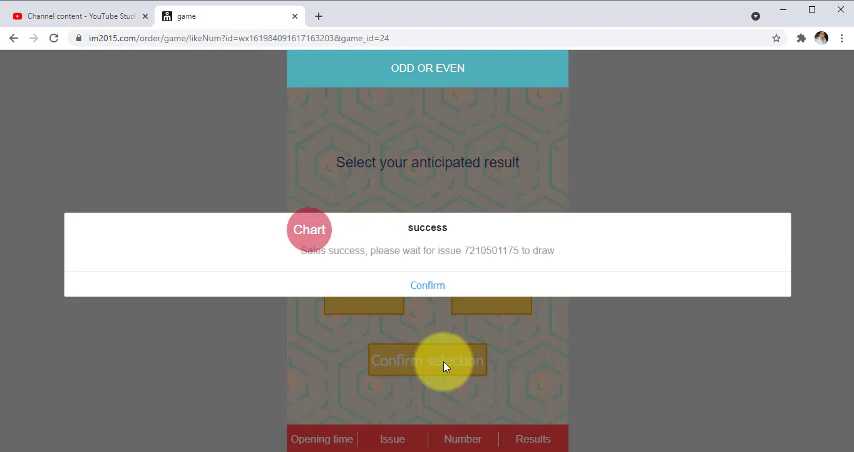 Channel content - YouTube Studi
game
im2015.com/order/game/likeNum?id=wx161984091617163203&game_id=24
ODD OR EVEN
Select your anticipated result
success
Chart
Sales success, please wait for issue 7210501175 to draw
Confirm
Confirm selection
Opening time
Issue
Number
Results